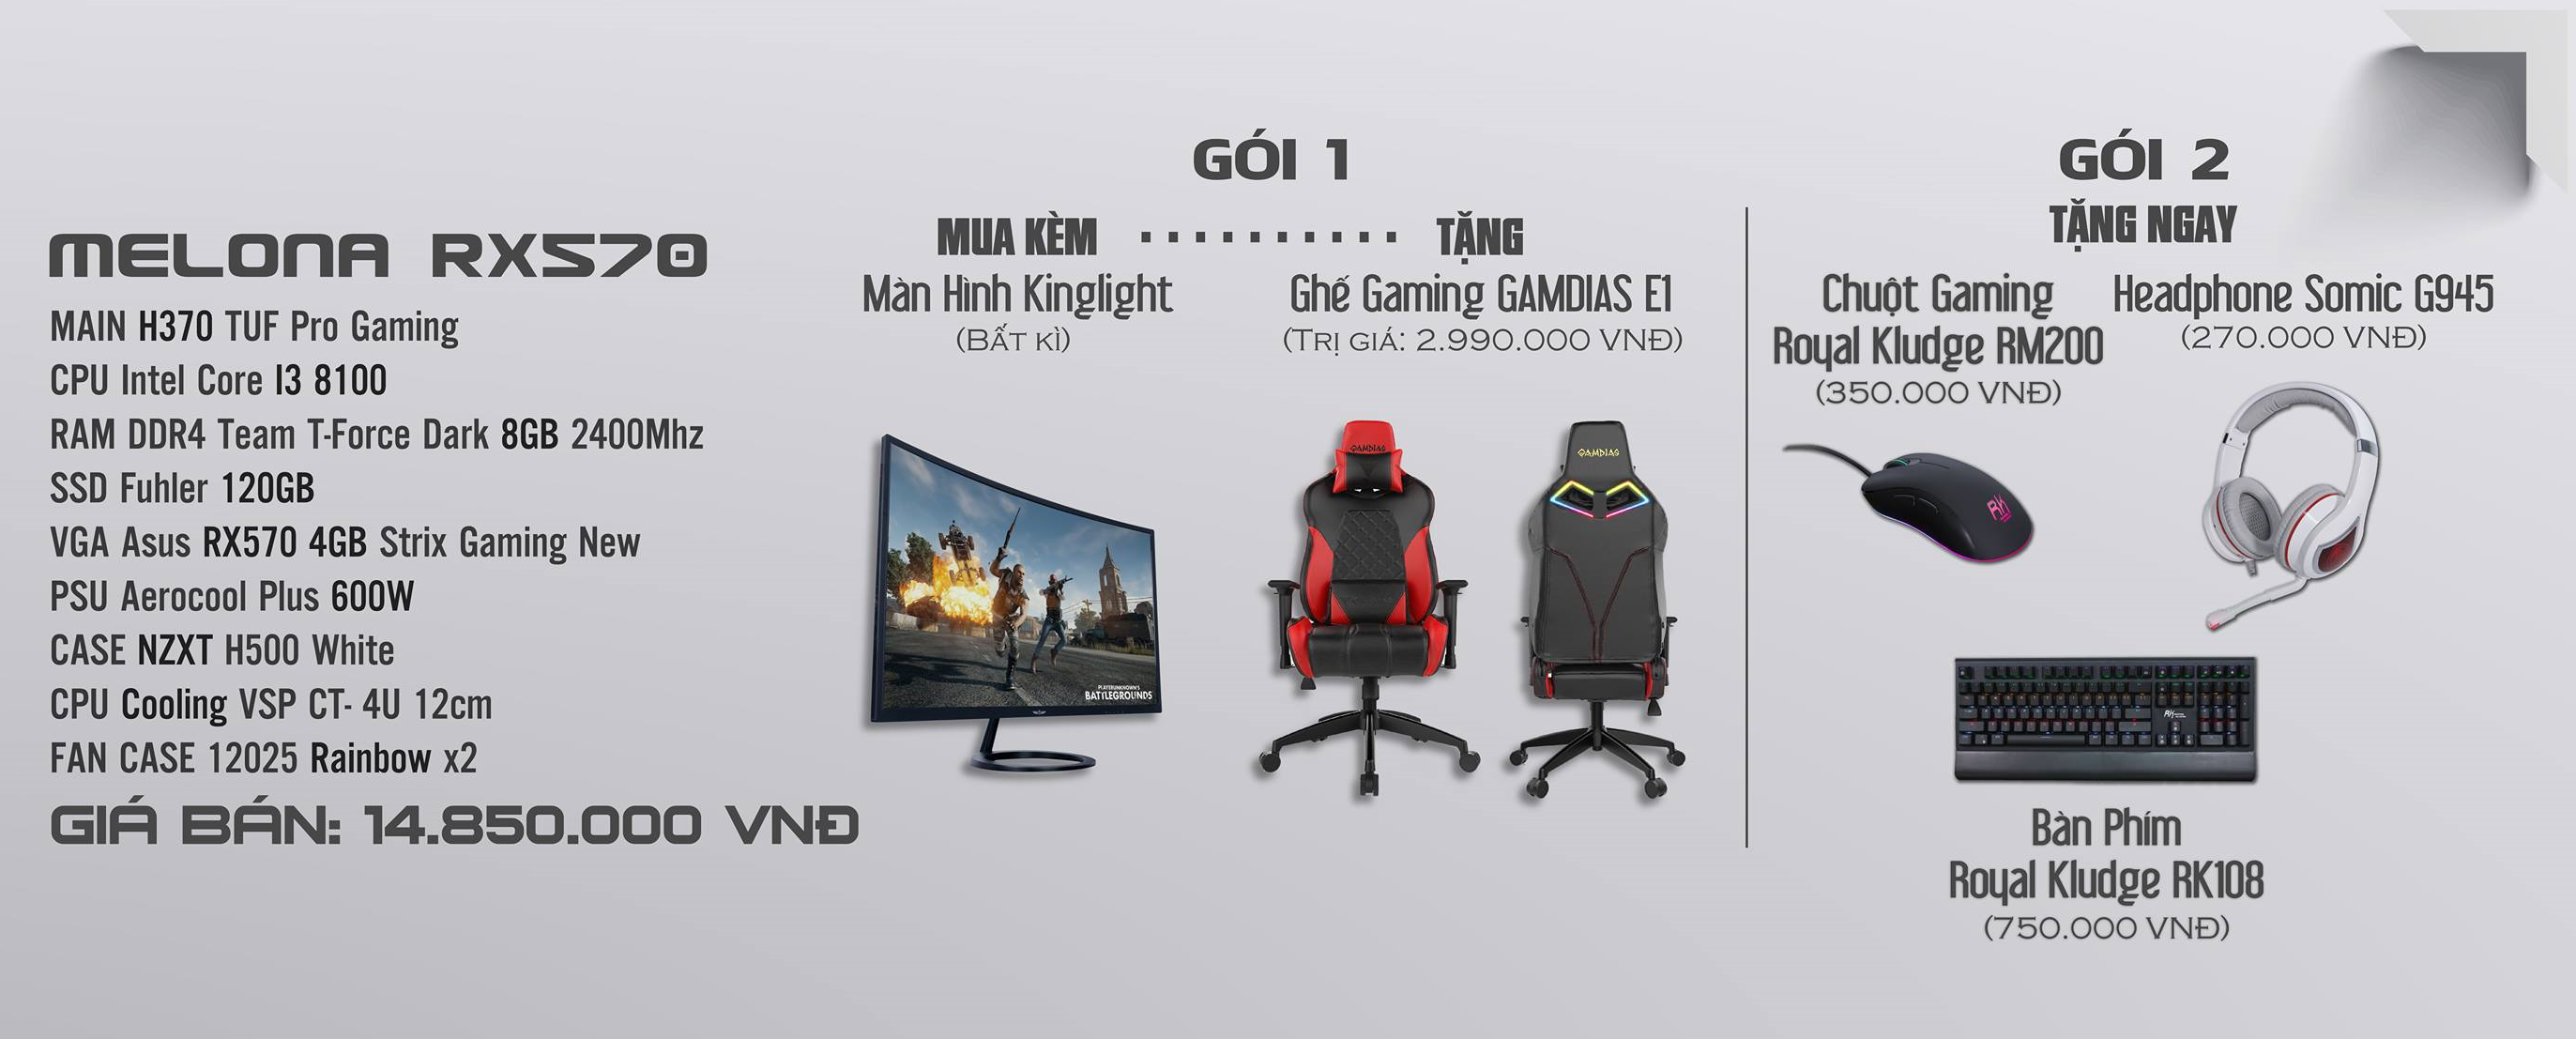 MELONA RX570
MAIN H370 TUF Pro Gaming
CPU Intel Core I3 8100
RAM DDR4 Team T-Force Dark 8GB 2400Mhz
SSD Fuhler 120GB
VGA Asus RX570 4GB Strix Gaming New
PSU Aerocool Plus 600W
CASE NZXT H500 White
CPU Cooling VSP CT- 4U 12cm
FAN CASE 12025 Rainbow x2
GIÁ BÁN: 14.850.000 VNĐ
GÓI 1
MUA KÈM .......... TẶNG
Màn Hình Kinglight
(BẤT KÌ)
Ghế Gaming GAMDIAS E1
(TRỊ GIÁ: 2.990.000 VNĐ)
PLAYERUNKNOWN'S
BATTLEGROUNDS
GAMDIAS
GAMDIAS
GÓI 2
TẶNG NGAY
Chuột Gaming
Royal Kludge RM200
(350.000 VNĐ)
Headphone Somic G945
(270.000 VNĐ)
RK
RK
Bàn Phím
Royal Kludge RK108
(750.000 VNĐ)